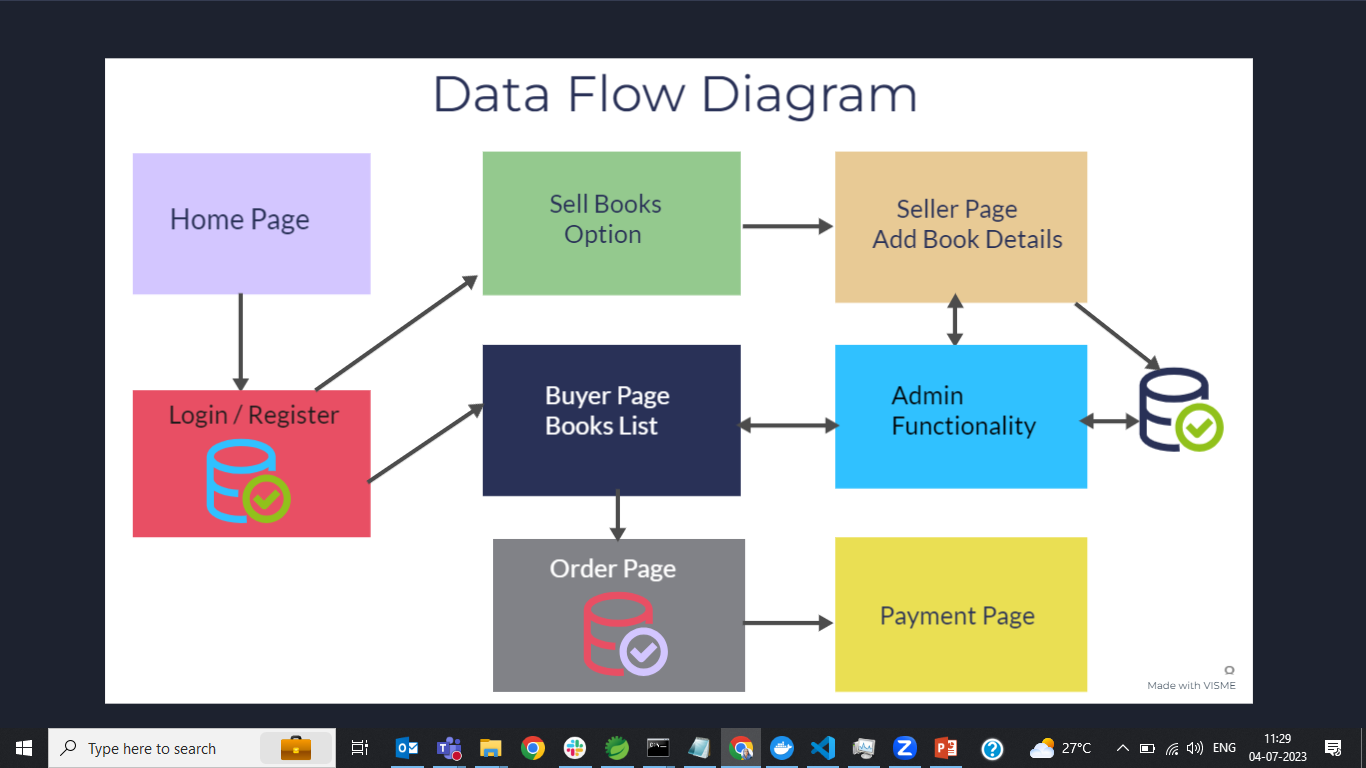 Data Flow Diagram
Home Page
Sell Books
Option
Seller Page
Add Book Details
Login / Register
Buyer Page
Books List
Admin
Functionality
Order Page
Payment Page
Made with VISME
Type here to search
27°C
ENG
11:29
04-07-2023